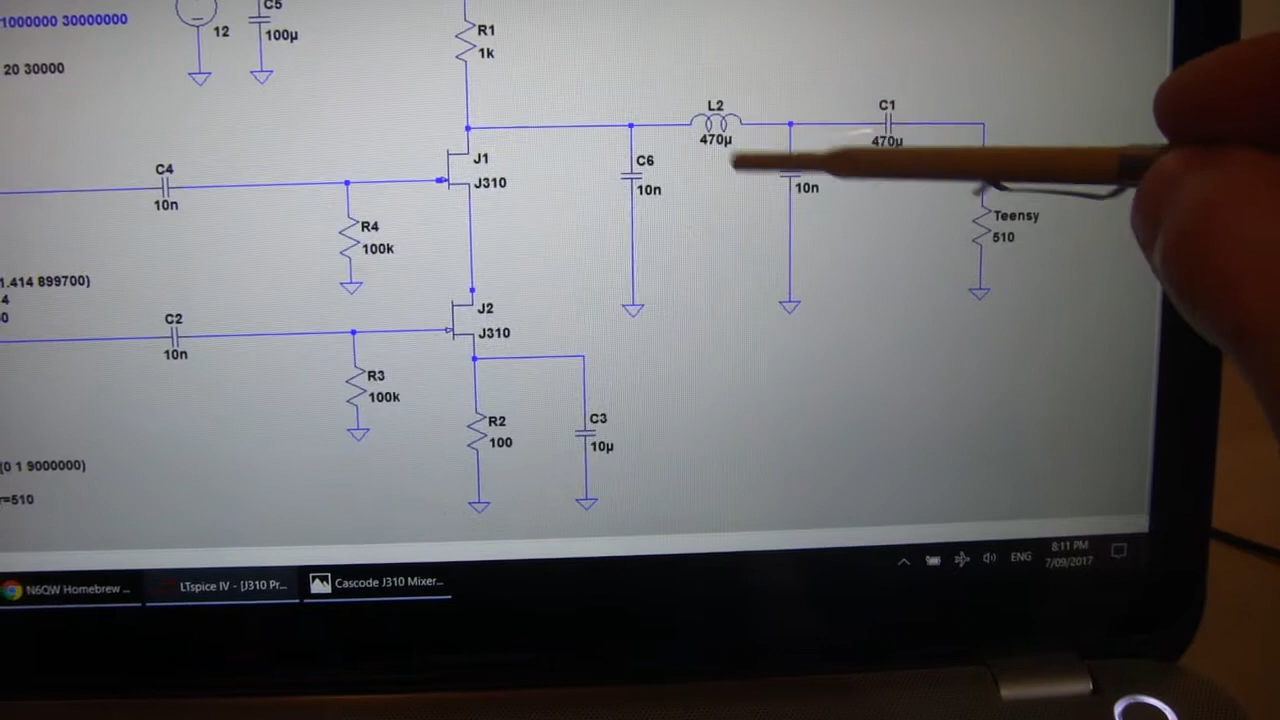 1000000 30000000
20 30000
12
C5
100µ
R1
1k
L2
470µ
C1
470µ
C4
10n
R4
100k
J1
J310
C6
10n
10n
Teensy
510
1.414 899700)
4
0
C2
10n
R3
100k
J2
J310
R2
100
C3
10µ
(0 1 9000000)
r=510
N6QW Homebrew ...
LTspice IV - [J310 Pr...
Cascode J310 Mixer...
ENG
8:11 PM
7/09/2017